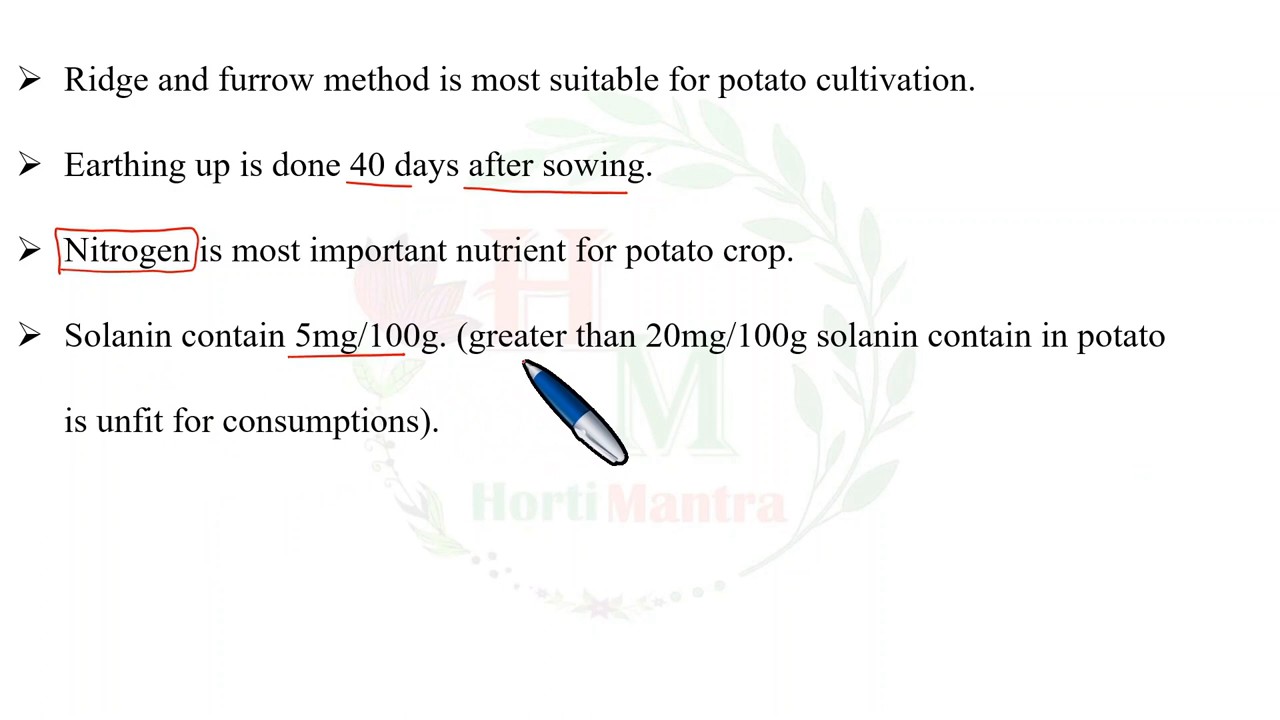 ➢ Ridge and furrow method is most suitable for potato cultivation.
➢ Earthing up is done 40 days after sowing.
➢ Nitrogen is most important nutrient for potato crop.
➢ Solanin contain 5mg/100g. (greater than 20mg/100g solanin contain in potato
is unfit for consumptions).
H
M
Horti Mantra